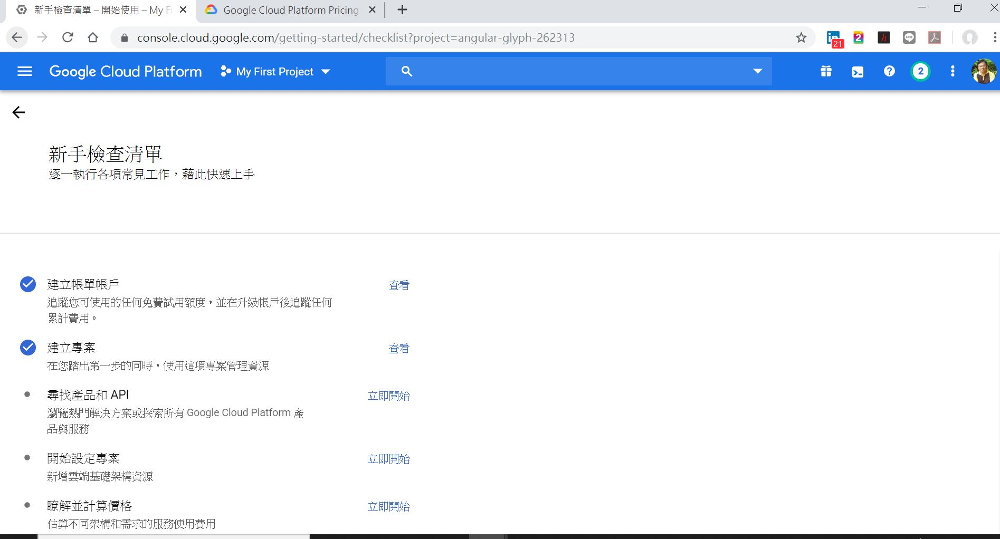 新手檢查清單 – 開始使用 – My Fi
Google Cloud Platform Pricing
console.cloud.google.com/getting-started/checklist?project=angular-glyph-262313
21
2
h
LINE
Google Cloud Platform
My First Project
2
新手檢查清單
逐一執行各項常見工作，藉此快速上手
建立帳單帳戶
查看
追蹤您可使用的任何免費試用額度，並在升級帳戶後追蹤任何
累計費用。
建立專案
查看
在您踏出第一步的同時，使用這項專案管理資源
尋找產品和 API
立即開始
瀏覽熱門解決方案或探索所有 Google Cloud Platform 產
品與服務
開始設定專案
立即開始
新增雲端基礎架構資源
瞭解並計算價格
立即開始
估算不同架構和需求的服務使用費用